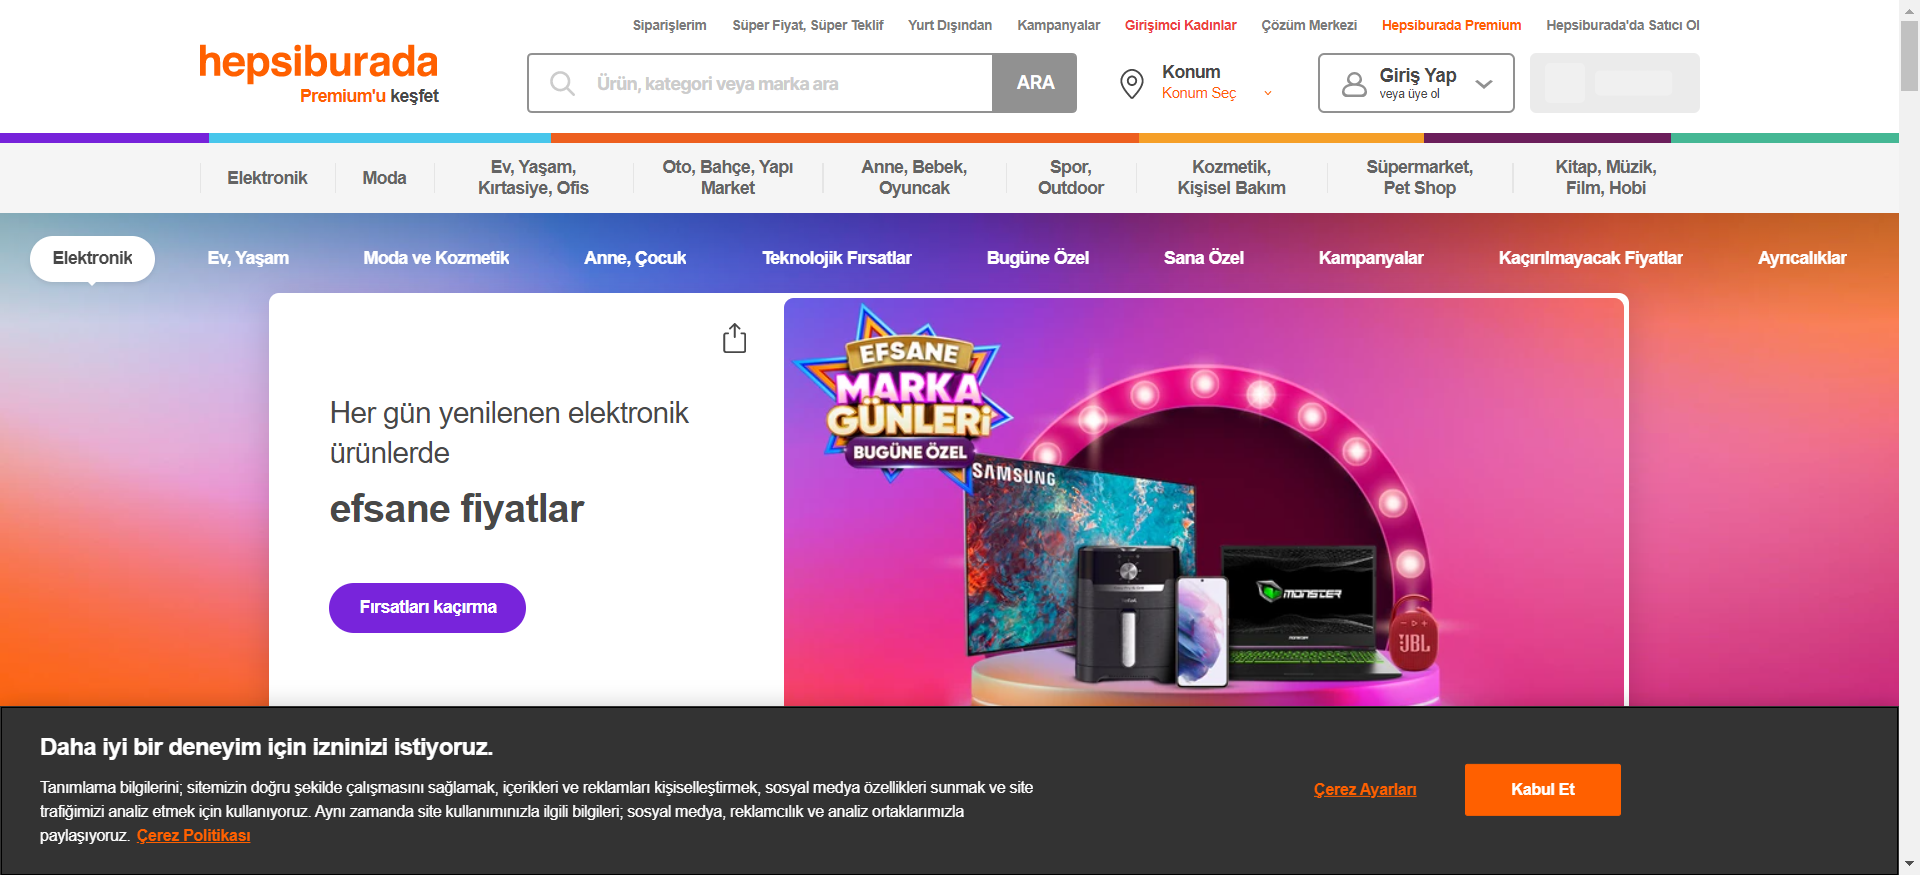 Siparişlerim Süper Fiyat, Süper Teklif Yurt Dışından Kampanyalar Girişimci Kadınlar Çözüm Merkezi Hepsiburada Premium Hepsiburada'da Satıcı Ol
hepsiburada
Premium'u keşfet
Ürün, kategori veya marka ara
ARA
Konum
Konum Seç
Giriş Yap
veya üye ol
Elektronik
Moda
Ev, Yaşam,
Kırtasiye, Ofis
Oto, Bahçe, Yapı
Market
Anne, Bebek,
Oyuncak
Spor,
Outdoor
Kozmetik,
Kişisel Bakım
Süpermarket,
Pet Shop
Kitap, Müzik,
Film, Hobi
Elektronik Ev, Yaşam Moda ve Kozmetik Anne, Çocuk Teknolojik Fırsatlar Bugüne Özel Sana Özel Kampanyalar Kaçırılmayacak Fiyatlar Ayrıcalıklar
Her gün yenilenen elektronik
ürünlerde
efsane fiyatlar
Fırsatları kaçırma
EFSANE
MARKA
GÜNLERİ
BUGÜNE ÖZEL
SAMSUNG
MONSTER
JBL
Daha iyi bir deneyim için izninizi istiyoruz.
Tanımlama bilgilerini; sitemizin doğru şekilde çalışmasını sağlamak, içerikleri ve reklamları kişiselleştirmek, sosyal medya özellikleri sunmak ve site
trafiğimizi analiz etmek için kullanıyoruz. Aynı zamanda site kullanımınızla ilgili bilgileri; sosyal medya, reklamcılık ve analiz ortaklarımızla
paylaşıyoruz. Çerez Politikası
Çerez Ayarları
Kabul Et